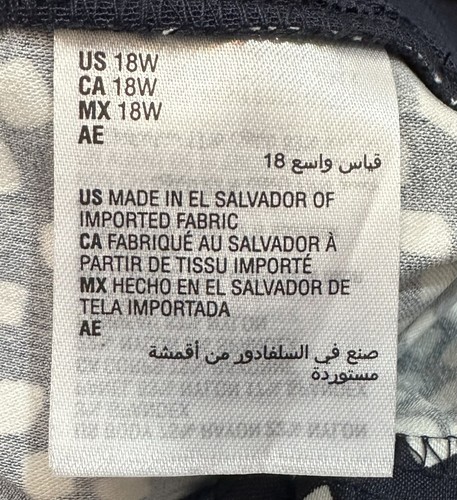 US 18W
CA 18W
MX 18W
AE
قياس واسع 18
US MADE IN EL SALVADOR OF
IMPORTED FABRIC
CA FABRIQUÉ AU SALVADOR À
PARTIR DE TISSU IMPORTÉ
MX HECHO EN EL SALVADOR DE
TELA IMPORTADA
AE
صنع في السلفادور من أقمشة
مستوردة